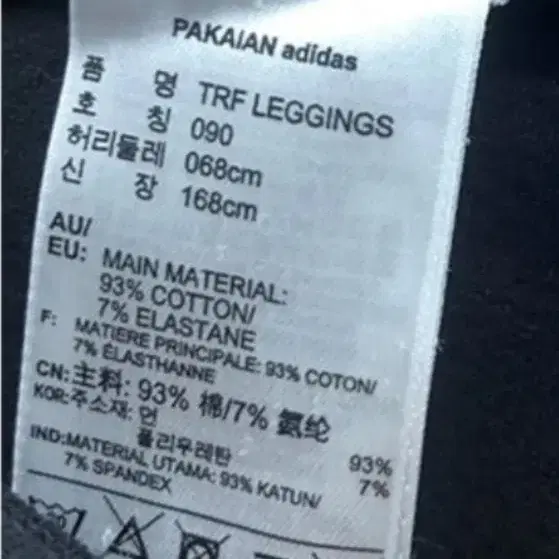 PAKAIAN adidas
품 명 TRF LEGGINGS
호 칭 090
허리둘레 068cm
신 장 168cm
AU/
EU: MAIN MATERIAL:
93% COTTON/
7% ELASTANE
F: MATIERE PRINCIPALE: 93% COTON/
7% ELASTHANNE
CN:主料: 93% 棉/7% 氨纶
KOR:주소재: 면 93%
폴리우레탄 7%
IND:MATERIAL UTAMA: 93% KATUN/
7% SPANDEX